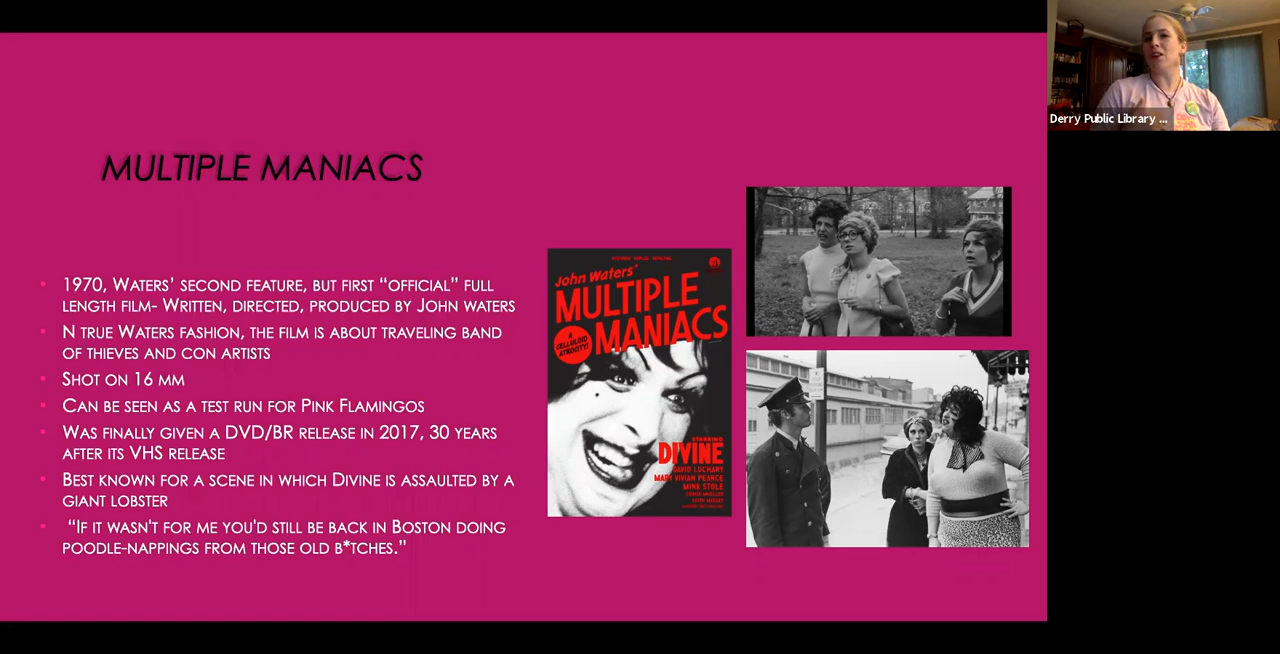 Derry Public Library ...
MULTIPLE MANIACS
1970, WATERS' SECOND FEATURE, BUT FIRST "OFFICIAL" FULL
LENGTH FILM- WRITTEN, DIRECTED, PRODUCED BY JOHN WATERS
N TRUE WATERS FASHION, THE FILM IS ABOUT TRAVELING BAND
OF THIEVES AND CON ARTISTS
SHOT ON 16 MM
CAN BE SEEN AS A TEST RUN FOR PINK FLAMINGOS
WAS FINALLY GIVEN A DVD/BR RELEASE IN 2017, 30 YEARS
AFTER ITS VHS RELEASE
BEST KNOWN FOR A SCENE IN WHICH DIVINE IS ASSAULTED BY A
GIANT LOBSTER
"IF IT WASN'T FOR ME YOU'D STILL BE BACK IN BOSTON DOING
POODLE-NAPPINGS FROM THOSE OLD B*TCHES."
John Waters'
MULTIPLE
MANIACS
A
CELLULOID
ATROCITY!
STARRING
DIVINE
DAVID LOCHARY
MARY VIVIAN PEARCE
MINK STOLE